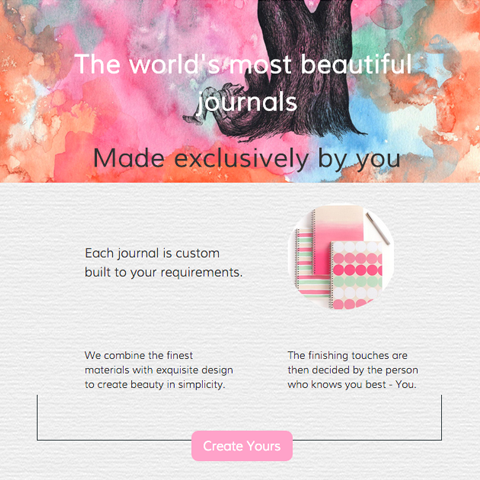 The world's most beautiful
journals
Made exclusively by you
Each journal is custom
built to your requirements.
We combine the finest
materials with exquisite design
to create beauty in simplicity.
The finishing touches are
then decided by the person
who knows you best - You.
Create Yours